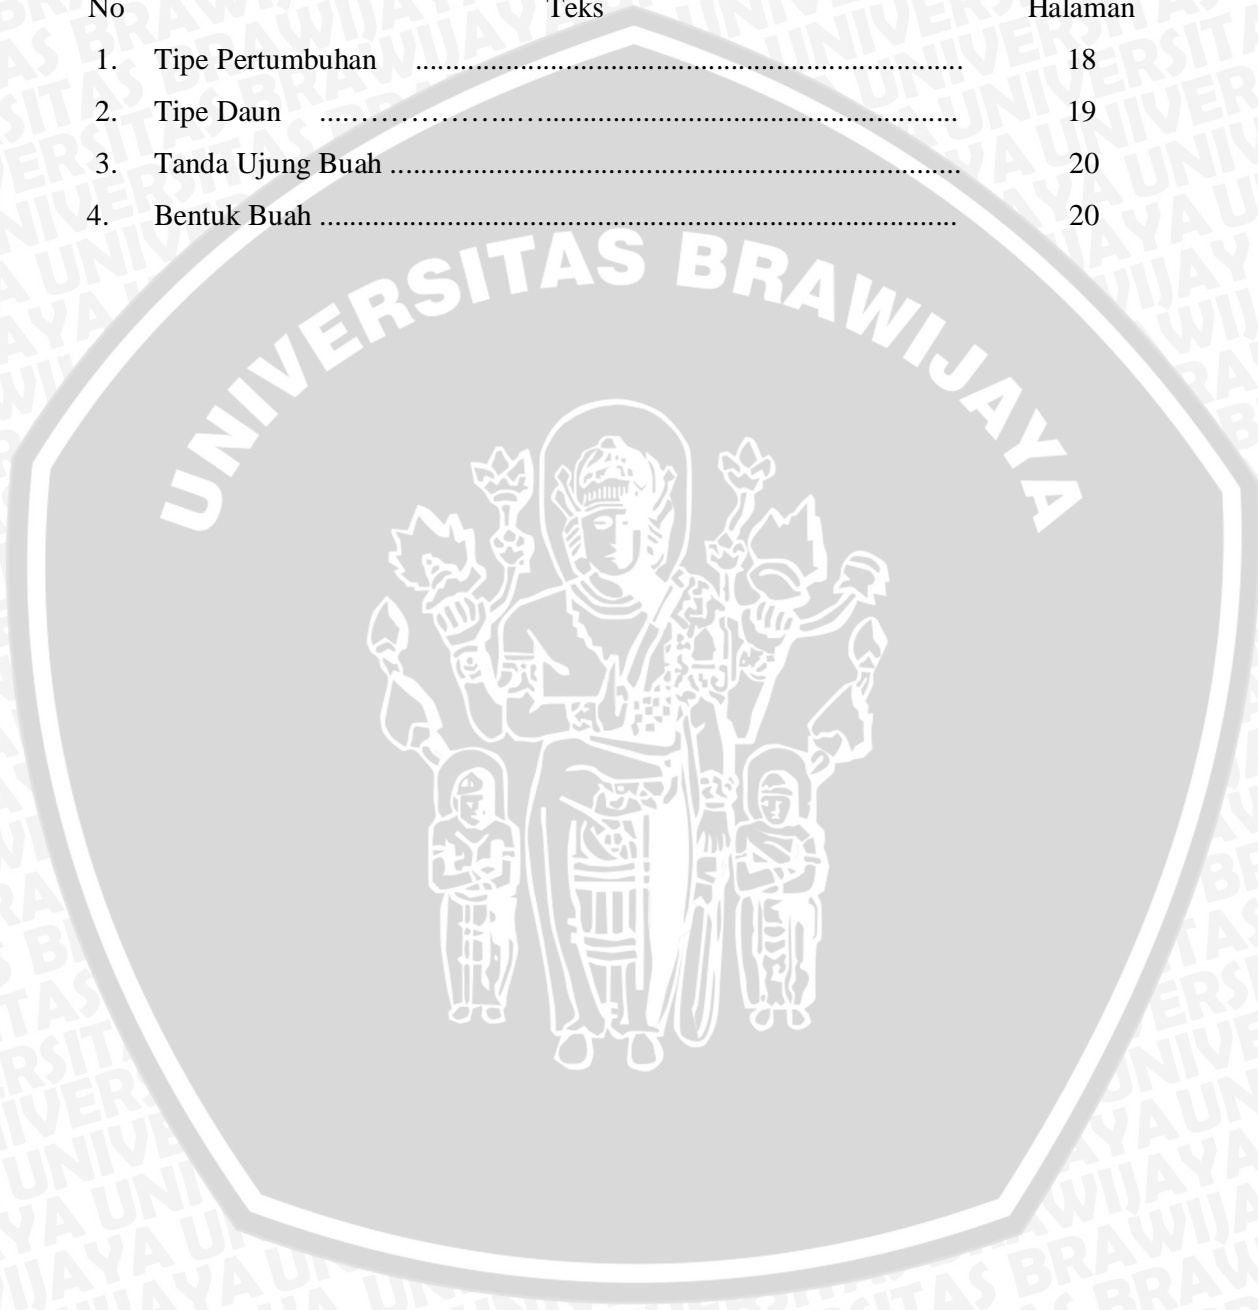 No Teks Halaman
1. Tipe Pertumbuhan ........................................................................ 18
2. Tipe Daun ....……………..…....................................................... 19
3. Tanda Ujung Buah ........................................................................... 20
4. Bentuk Buah .................................................................................... 20
UNIVERSITAS BRAWIJAYA